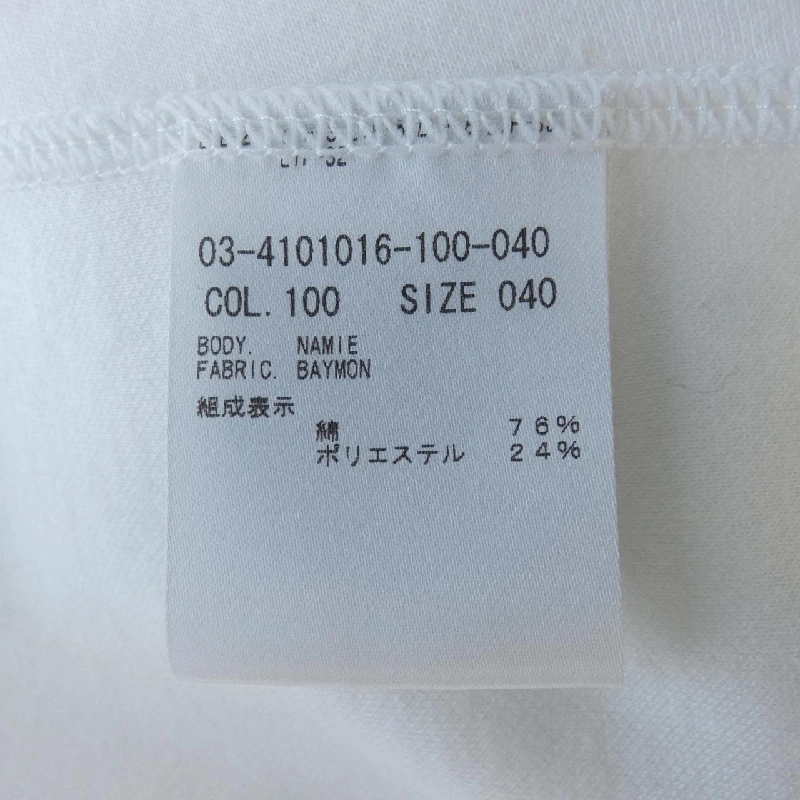 03-4101016-100-040
COL. 100 SIZE 040
BODY. NAMIE
FABRIC. BAYMON
組成表示
綿 76%
ポリエステル 24%